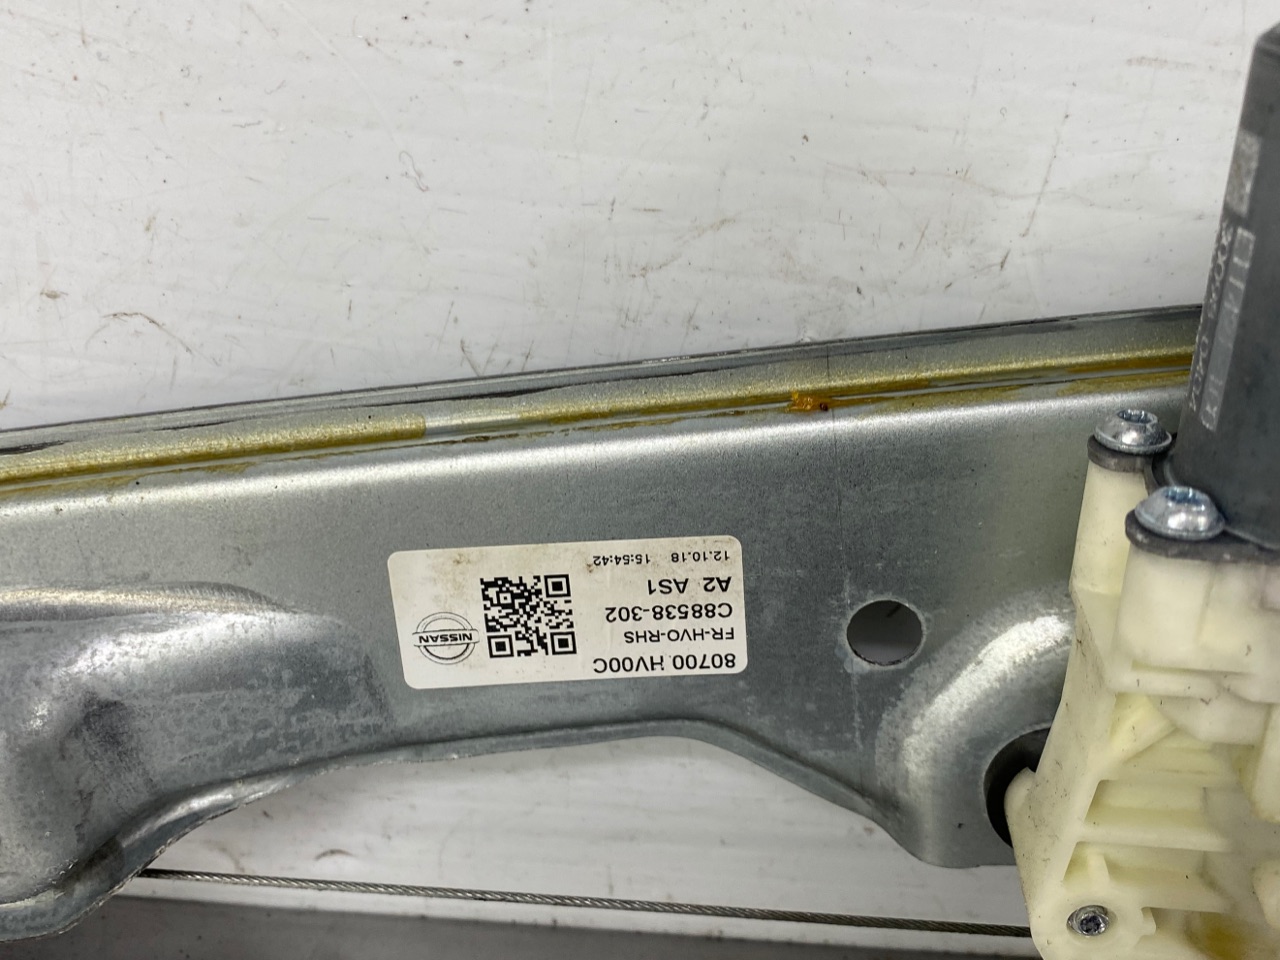 80700 HV00C
FR-HVO-RHS
C88538-302
A2 AS1
12.10.18 15:54:42
NISSAN